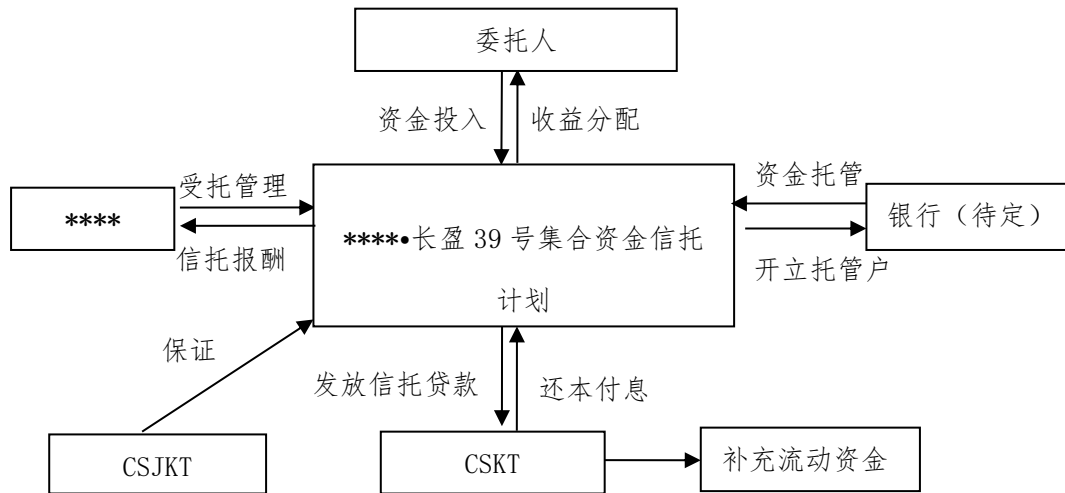 委托人
资金投入
收益分配
受托管理
资金托管
****
****•长盈 39 号集合资金信托
计划
银行（待定）
信托报酬
开立托管户
保证
发放信托贷款
还本付息
CSJKT
CSKT
补充流动资金